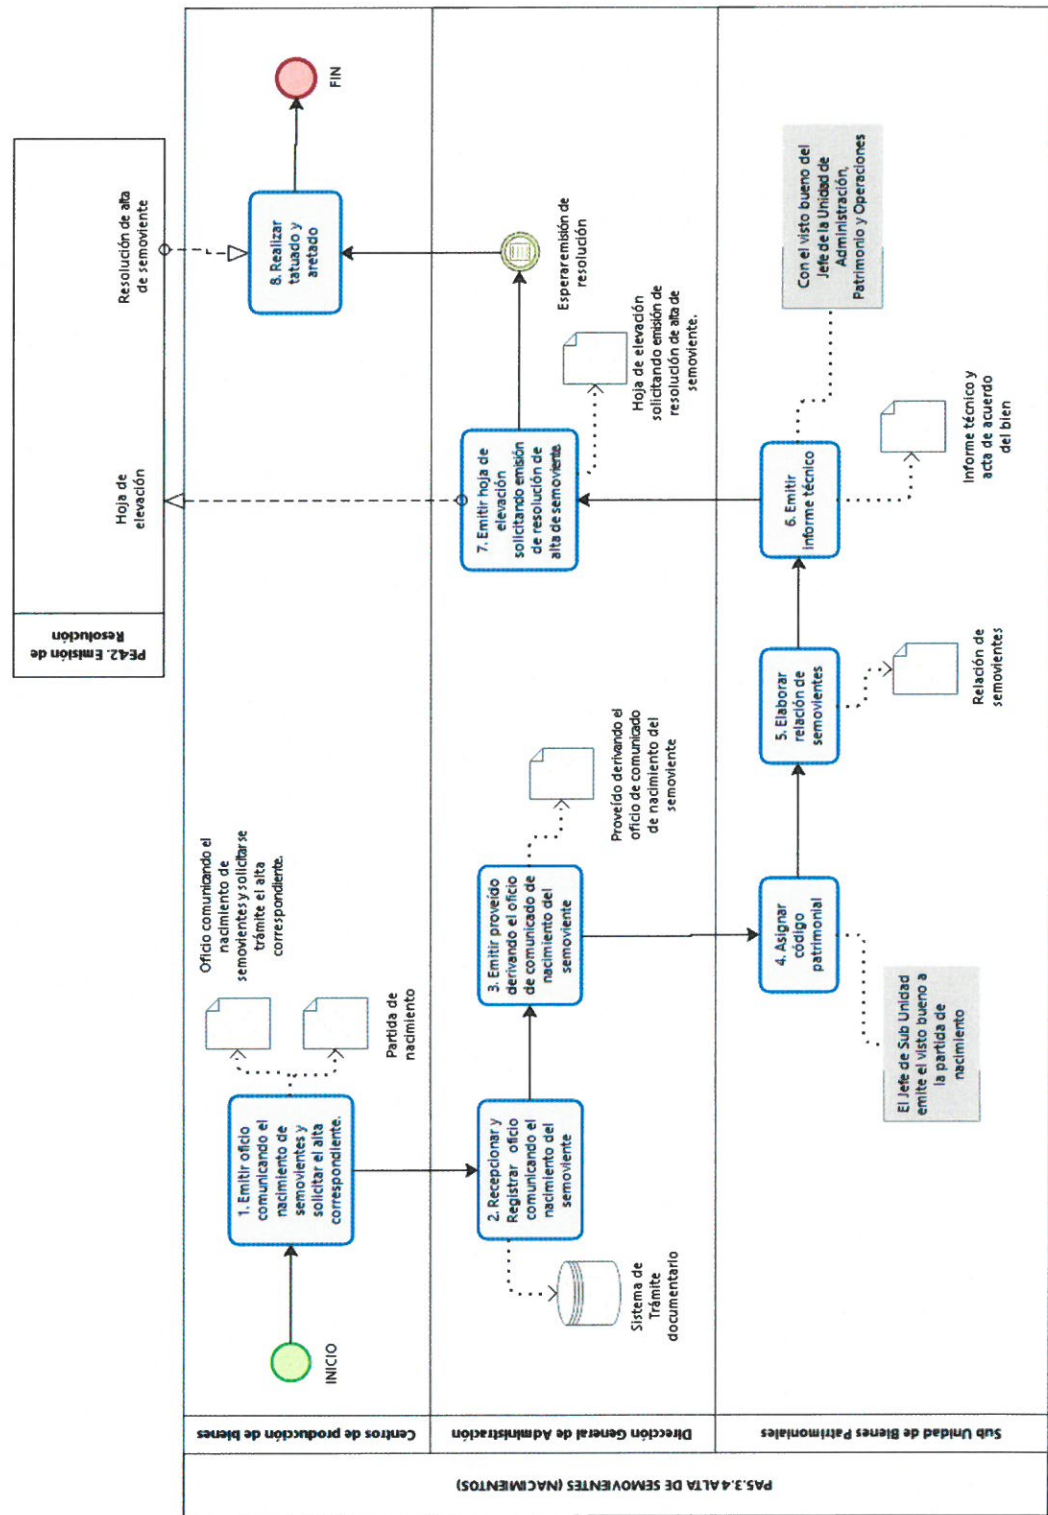 PE42. Emisión de
Resolución
Hoja de
elevación
Resolución de alta
de semoviente
PA5.3.4 ALTA DE SEMOVIENTES (NACIMIENTOS)
Centros de producción de bienes
INICIO
1. Emitir oficio
comunicando el
nacimiento de
semovientes y
solicitar el alta
correspondiente.
Oficio comunicando el
nacimiento de
semovientes y solicitar se
trámite el alta
correspondiente.
Partida de
nacimiento
8. Realizar
tatuado y
aretado
FIN
Dirección General de Administración
2. Recepcionar y
Registrar oficio
comunicando el
nacimiento del
semoviente
Sistema de
Trámite
documentario
3. Emitir proveído
derivando el oficio
de comunicado de
nacimiento del
semoviente
Proveído derivando el
oficio de comunicado
de nacimiento del
semoviente
7. Emitir hoja de
elevación
solicitando emisión
de resolución de
alta de semoviente.
Hoja de elevación
solicitando emisión de
resolución de alta de
semoviente.
Esperar emisión de
resolución
Sub Unidad de Bienes Patrimoniales
El Jefe de Sub Unidad
emite el visto bueno a
la partida de
nacimiento
4. Asignar
código
patrimonial
5. Elaborar
relación de
semovientes
Relación de
semovientes
6. Emitir
informe técnico
Informe técnico y
acta de acuerdo
del bien
Con el visto bueno del
Jefe de la Unidad de
Administración,
Patrimonio y Operaciones